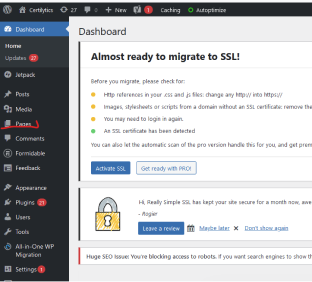 Certlytics 27 0 + New 1 Caching Autoptimize
Dashboard
Home
Updates 27
Jetpack
Posts
Media
Pages
Comments
Formidable
Feedback
Appearance
Plugins 21
Users
Tools
All-in-One WP
Migration
Settings 1
Dashboard
Almost ready to migrate to SSL!
Before you migrate, please check for:
Http references in your .css and .js files: change any http:// into https://
Images, stylesheets or scripts from a domain without an SSL certificate: remove the
You may need to login in again.
An SSL certificate has been detected
You can also let the automatic scan of the pro version handle this for you, and get prem
Activate SSL Get ready with PRO!
Hi, Really Simple SSL has kept your site secure for a month now, awe
- Rogier
Leave a review Maybe later Don't show again
Huge SEO Issue: You're blocking access to robots. If you want search engines to show th